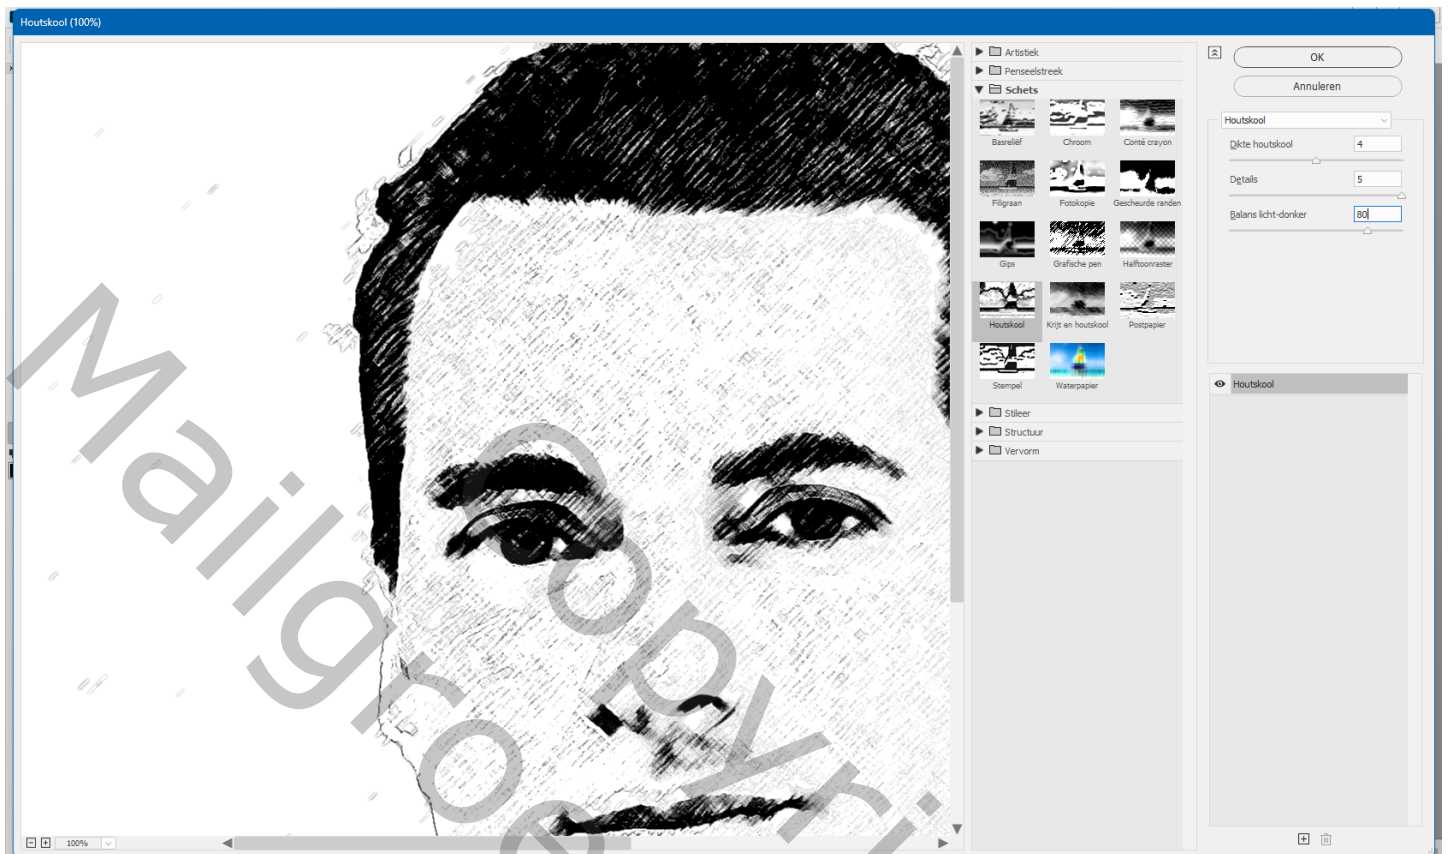 Houtskool (100%)
Artistiek
Penseelstreek
Schets
Basreliëf
Chroom
Conté crayon
Filigraan
Fotokopie
Gescheurde randen
Gips
Grafische pen
Halftoonraster
Houtskool
Krijt en houtskool
Postpapier
Stempel
Waterpapier
Stileer
Structuur
Vervorm
OK
Annuleren
Houtskool
Dikte houtskool 4
Details 5
Balans licht-donker 80
Houtskool
100%
Mailgroe
Copyri